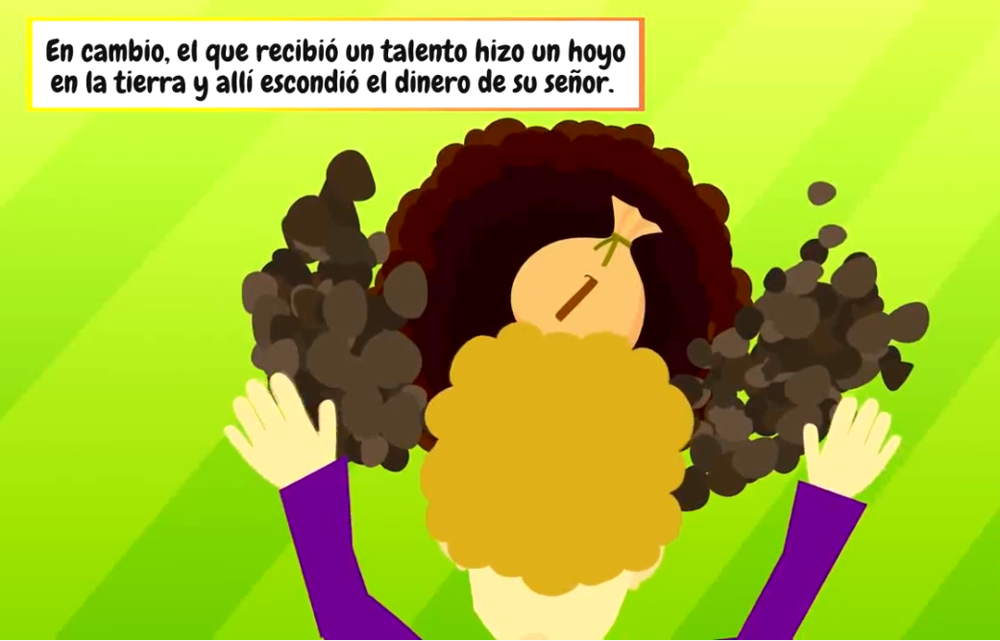 En cambio, el que recibió un talento hizo un hoyo
en la tierra y allí escondió el dinero de su señor.
1